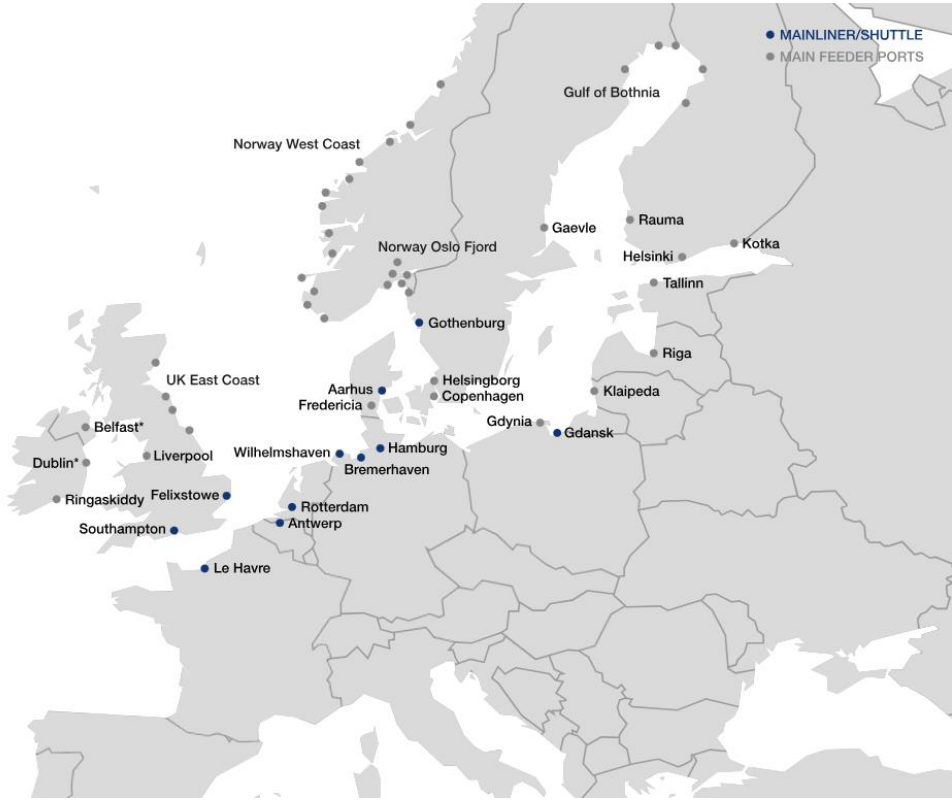 MAINLINER/SHUTTLE
MAIN FEEDER PORTS
Gulf of Bothnia
Norway West Coast
Gaevle
Rauma
Kotka
Norway Oslo Fjord
Helsinki
Tallinn
Gothenburg
Riga
UK East Coast
Helsingborg
Aarhus
Klaipeda
Copenhagen
Fredericia
Gdynia
Belfast*
Gdansk
Hamburg
Wilhelmshaven
Liverpool
Dublin*
Bremerhaven
Felixstowe
Ringaskiddy
Rotterdam
Antwerp
Southampton
Le Havre